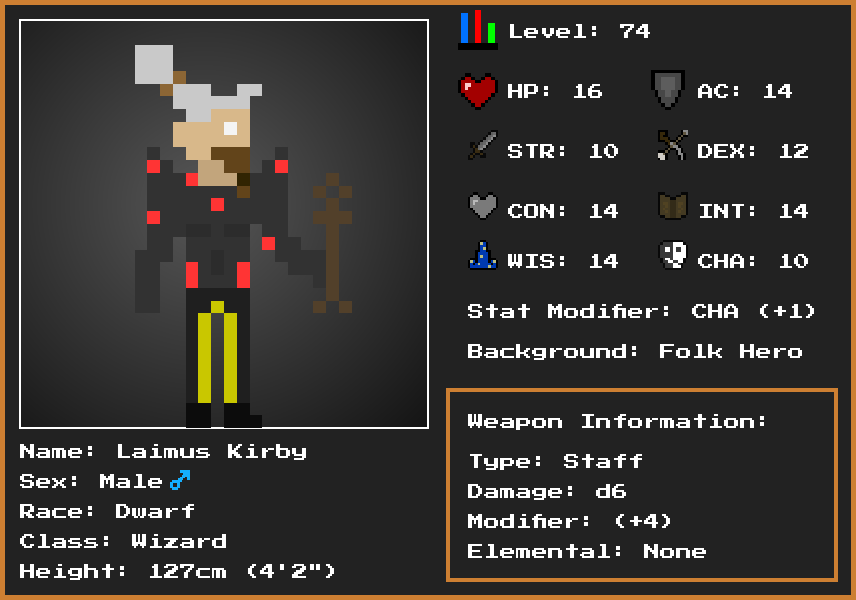 Level: 74
HP: 16
AC: 14
STR: 10
DEX: 12
CON: 14
INT: 14
WIS: 14
CHA: 10
Stat Modifier: CHA (+1)
Background: Folk Hero
Weapon Information:
Type: Staff
Damage: d6
Modifier: (+4)
Elemental: None
Name: Laimus Kirby
Sex: Male♂
Race: Dwarf
Class: Wizard
Height: 127cm (4'2")